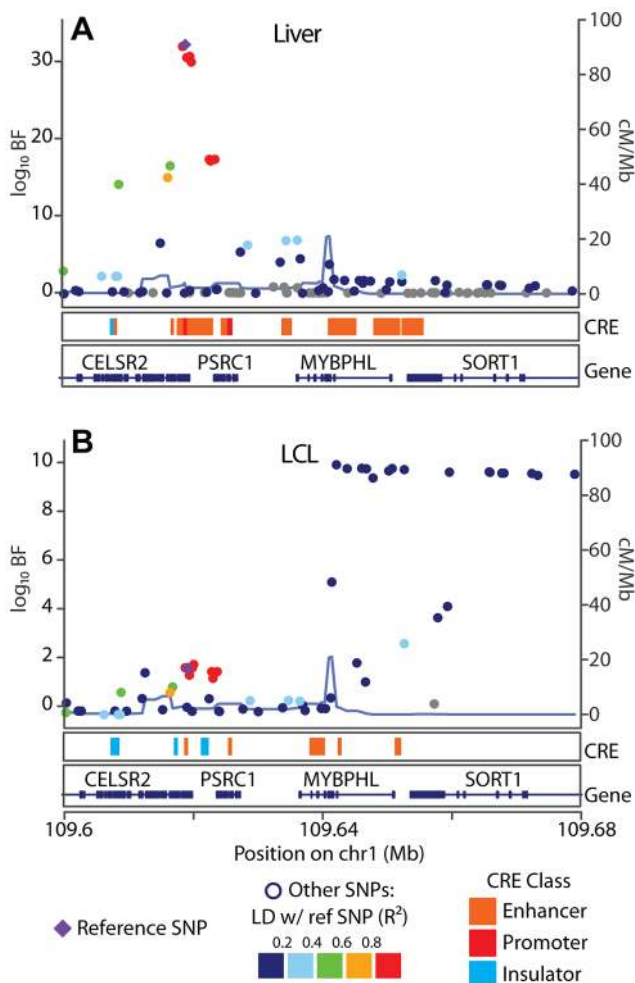 A
Liver
100
80
60
40
20
0
30
20
10
0
log10 BF
cM/Mb
CRE
CELSR2 PSRC1 MYBPHL SORT1
Gene
B
LCL
100
80
60
40
20
0
10
8
6
4
2
0
log10 BF
cM/Mb
CRE
CELSR2 PSRC1 MYBPHL SORT1
Gene
109.6 109.64 109.68
Position on chr1 (Mb)
Reference SNP
Other SNPs:
LD w/ ref SNP (R²)
0.2 0.4 0.6 0.8
CRE Class
Enhancer
Promoter
Insulator